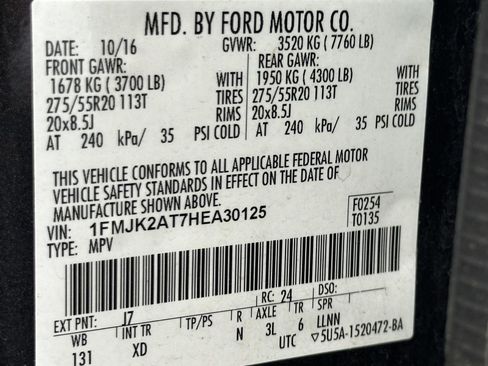 MFD. BY FORD MOTOR CO.
DATE: 10/16 GVWR: 3520 KG ( 7760 LB)
FRONT GAWR: REAR GAWR:
1678 KG ( 3700 LB) WITH 1950 KG ( 4300 LB) WITH
275/55R20 113T TIRES 275/55R20 113T TIRES
20x8.5J RIMS 20x8.5J RIMS
AT 240 kPa/ 35 PSI COLD AT 240 kPa/ 35 PSI COLD
THIS VEHICLE CONFORMS TO ALL APPLICABLE FEDERAL MOTOR
VEHICLE SAFETY STANDARDS IN EFFECT ON THE DATE OF
MANUFACTURE SHOWN ABOVE.
VIN: 1FMJK2AT7HEA30125 F0254
TYPE: MPV T0135
EXT PNT: J7 RC: 24 DSO:
WB INT TR TP/PS R AXLE TR SPR
131 XD N 3L 6 LLNN
UTC ▽5U5A-1520472-BA